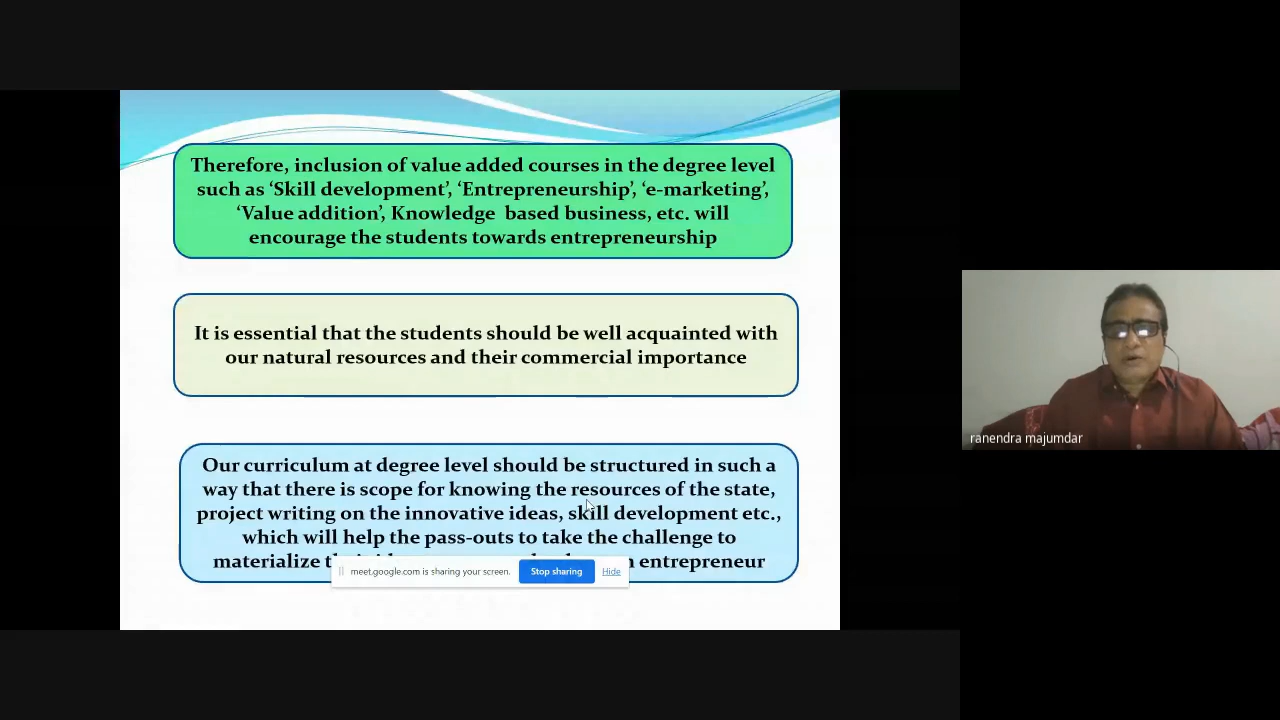 Therefore, inclusion of value added courses in the degree level
such as ‘Skill development’, ‘Entrepreneurship’, ‘e-marketing’,
‘Value addition’, Knowledge based business, etc. will
encourage the students towards entrepreneurship
It is essential that the students should be well acquainted with
our natural resources and their commercial importance
Our curriculum at degree level should be structured in such a
way that there is scope for knowing the resources of the state,
project writing on the innovative ideas, skill development etc.,
which will help the pass-outs to take the challenge to
materialize entrepreneur
meet.google.com is sharing your screen. Stop sharing Hide
ranendra majumdar